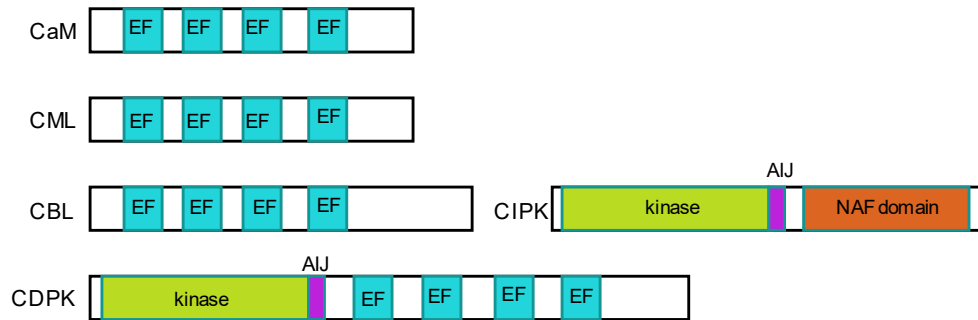 CaM EF EF EF EF
CML EF EF EF EF
AIJ
CBL EF EF EF EF CIPK kinase NAF domain
AIJ
CDPK kinase EF EF EF EF